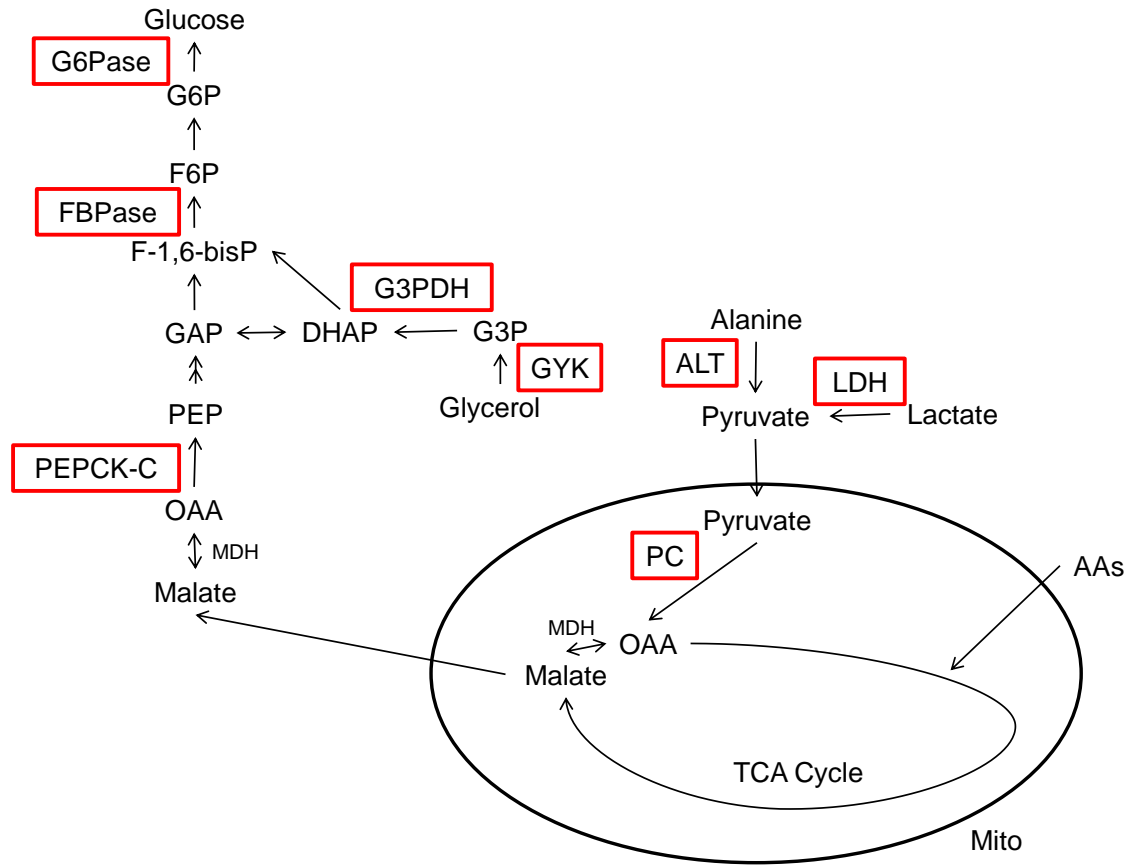 Glucose
G6Pase
G6P
F6P
FBPase
F-1,6-bisP
G3PDH
GAP
DHAP
G3P
GYK
Glycerol
Alanine
ALT
LDH
Pyruvate
Lactate
PEP
PEPCK-C
OAA
MDH
Malate
Pyruvate
PC
AAs
MDH
OAA
Malate
TCA Cycle
Mito